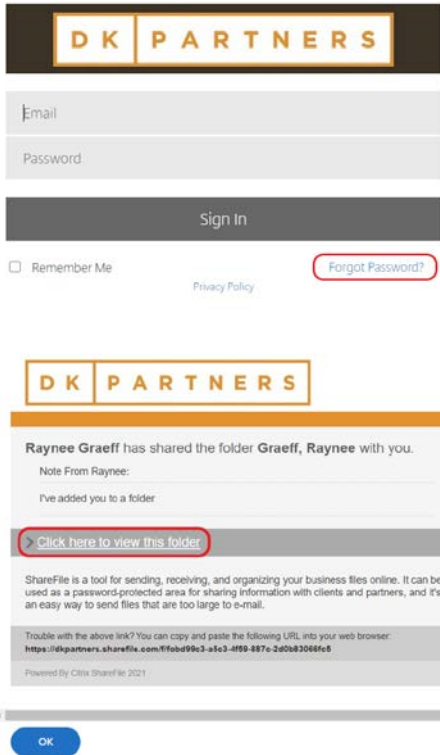 DK PARTNERS
Email
Password
Sign In
Remember Me
Forgot Password?
Privacy Policy
DK PARTNERS
Raynee Graeff has shared the folder Graeff, Raynee with you.
Note From Raynee:
I've added you to a folder
> Click here to view this folder
ShareFile is a tool for sending, receiving, and organizing your business files online. It can be
used as a password-protected area for sharing information with clients and partners, and it's
an easy way to send files that are too large to e-mail.
Trouble with the above link? You can copy and paste the following URL into your web browser:
Powered By Citrix ShareFile 2021
OK